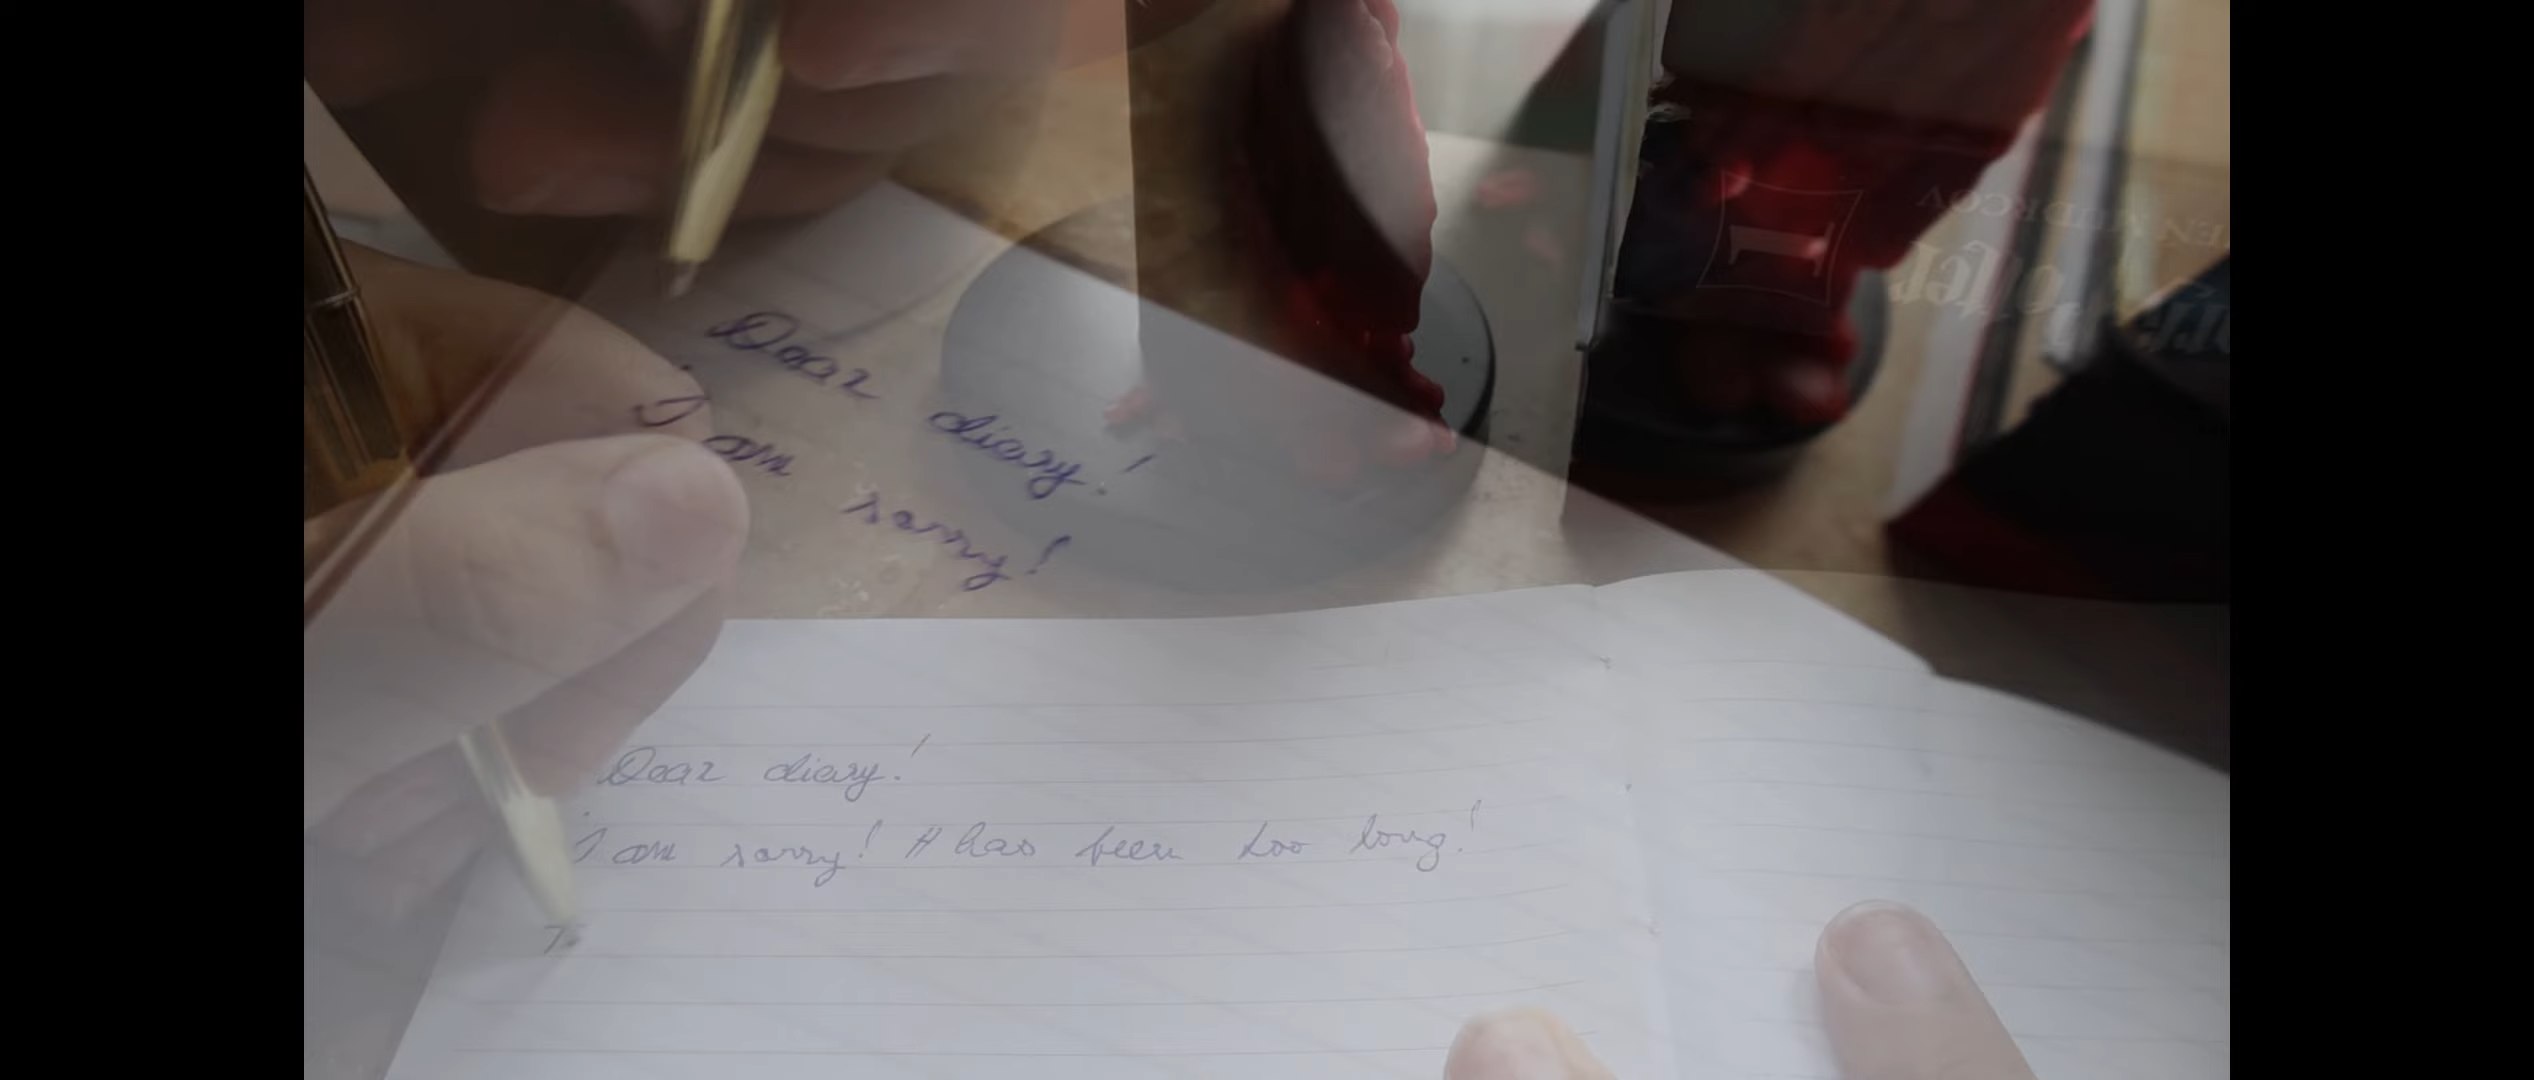 Dear diary!
I am sorry!
Dear diary!
I am sorry! It has been too long!